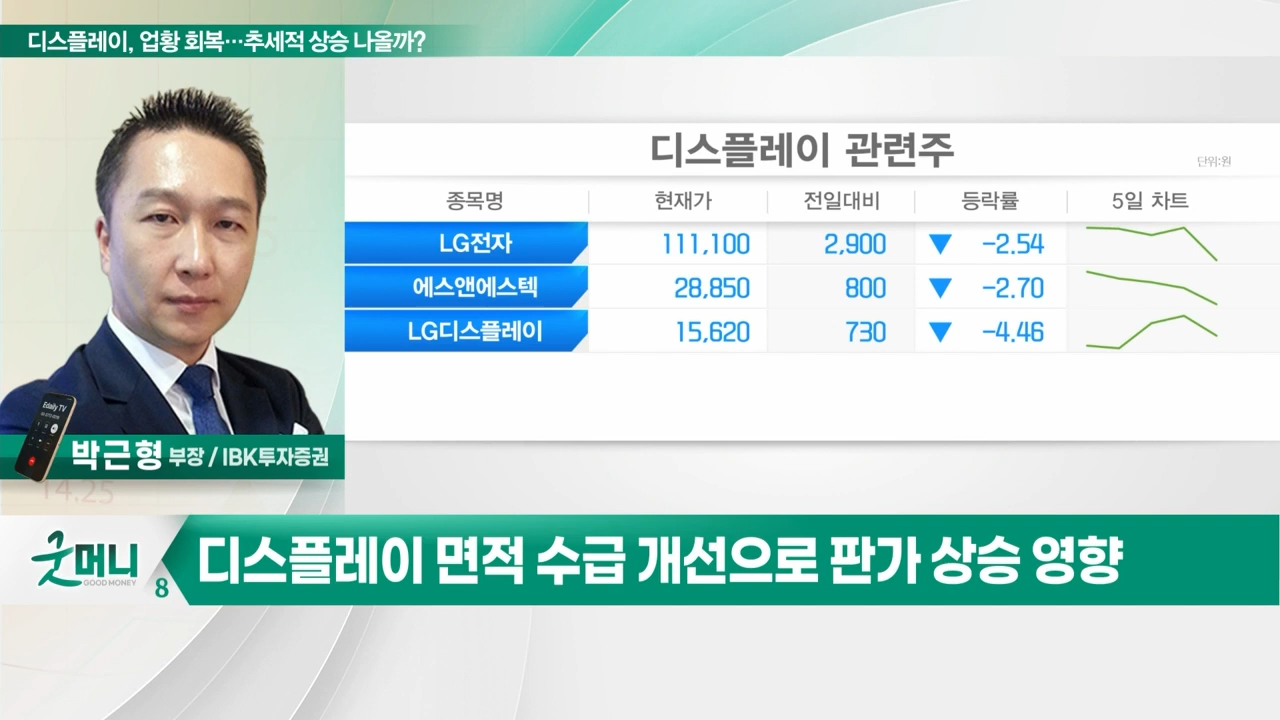 디스플레이, 업황 회복…추세적 상승 나올까?
디스플레이 관련주
단위:원
종목명 현재가 전일대비 등락률 5일 차트
LG전자 111,100 2,900 ▼ -2.54
에스앤에스텍 28,850 800 ▼ -2.70
LG디스플레이 15,620 730 ▼ -4.46
Edaily TV
박근형 부장 / IBK투자증권
14.25
굿머니
GOOD MONEY
8
디스플레이 면적 수급 개선으로 판가 상승 영향